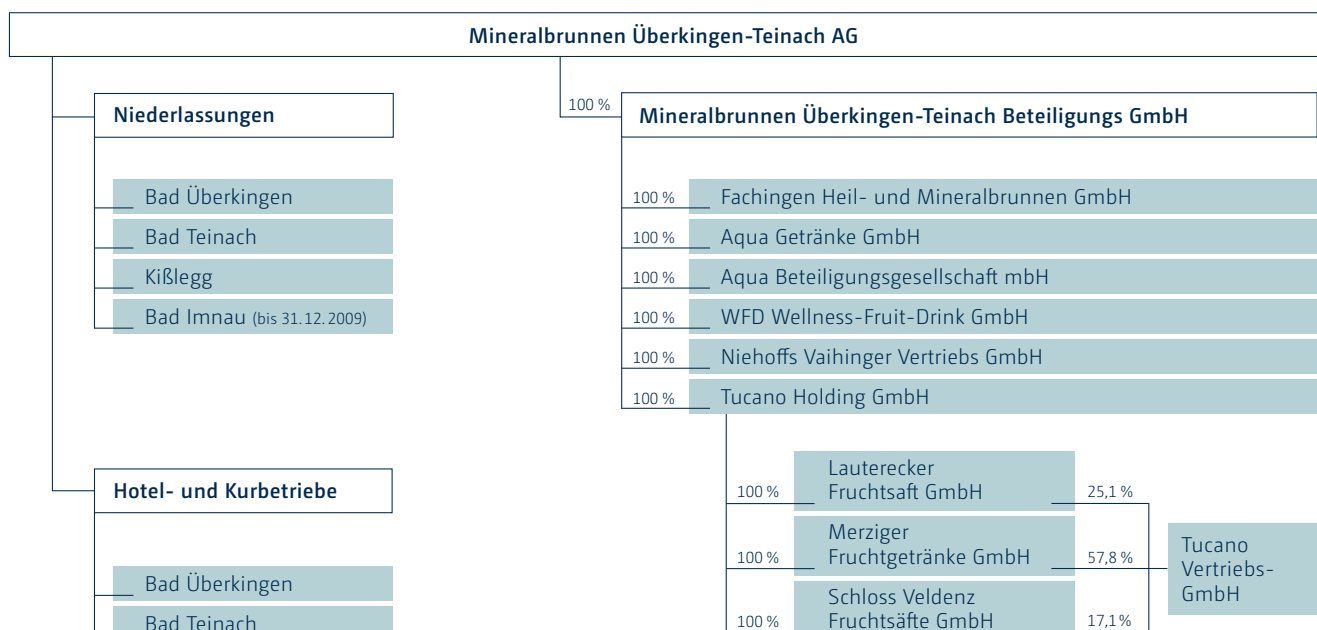 Mineralbrunnen Überkingen-Teinach AG
Niederlassungen
Bad Überkingen
Bad Teinach
Kißlegg
Bad Imnau (bis 31.12.2009)
Hotel- und Kurbetriebe
Bad Überkingen
Bad Teinach
100 %
Mineralbrunnen Überkingen-Teinach Beteiligungs GmbH
100 % Fachingen Heil- und Mineralbrunnen GmbH
100 % Aqua Getränke GmbH
100 % Aqua Beteiligungsgesellschaft mbH
100 % WFD Wellness-Fruit-Drink GmbH
100 % Niehoffs Vaihinger Vertriebs GmbH
100 % Tucano Holding GmbH
Lauterecker
100 % Fruchtsaft GmbH 25,1 %
Merziger
100 % Fruchtgetränke GmbH 57,8 %
Schloss Veldenz
100 % Fruchtsäfte GmbH 17,1%
Tucano
Vertriebs-
GmbH